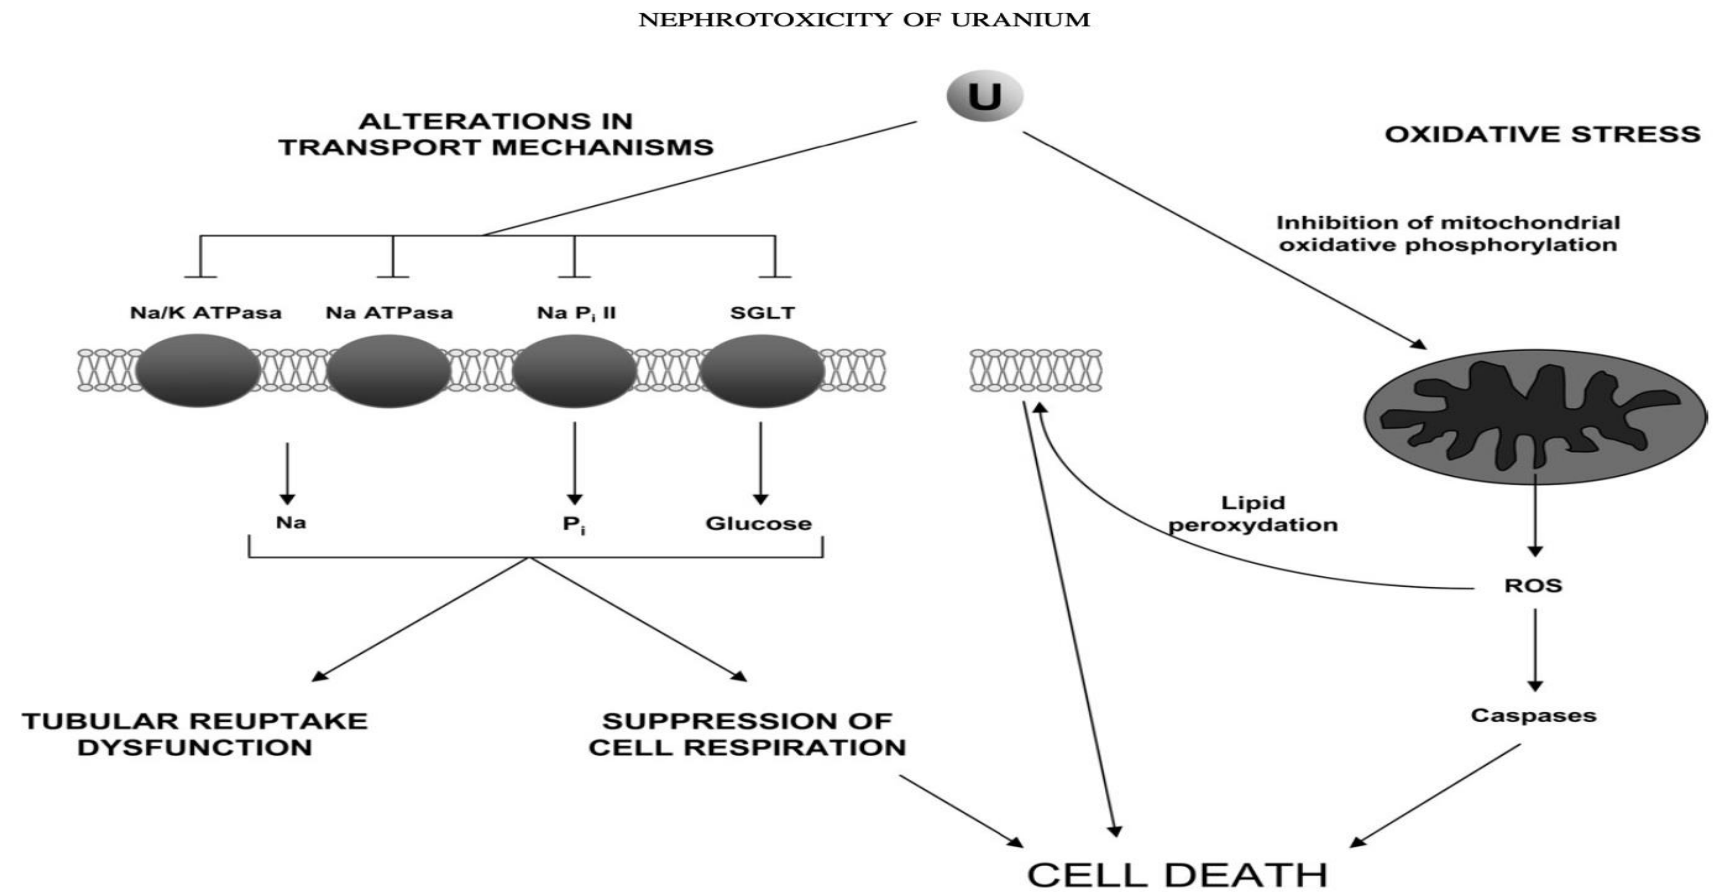 NEPHROTOXICITY OF URANIUM
U
ALTERATIONS IN
TRANSPORT MECHANISMS
OXIDATIVE STRESS
Inhibition of mitochondrial
oxidative phosphorylation
Na/K ATPasa
Na ATPasa
Na Pi II
SGLT
Na
Pi
Glucose
Lipid
peroxydation
ROS
Caspases
TUBULAR REUPTAKE
DYSFUNCTION
SUPPRESSION OF
CELL RESPIRATION
CELL DEATH